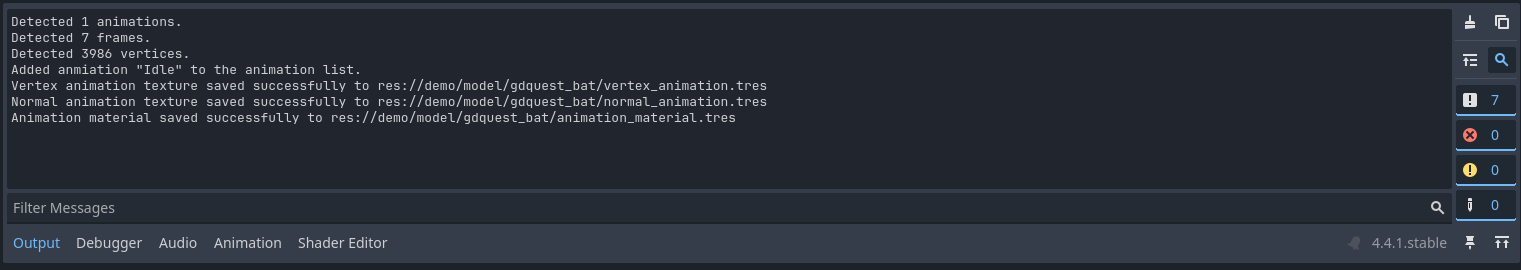 Detected 1 animations.
Detected 7 frames.
Detected 3986 vertices.
Added anmiation "Idle" to the animation list.
Vertex animation texture saved successfully to res://demo/model/gdquest_bat/vertex_animation.tres
Normal animation texture saved successfully to res://demo/model/gdquest_bat/normal_animation.tres
Animation material saved successfully to res://demo/model/gdquest_bat/animation_material.tres
7
0
0
0
Filter Messages
Output Debugger Audio Animation Shader Editor 4.4.1.stable